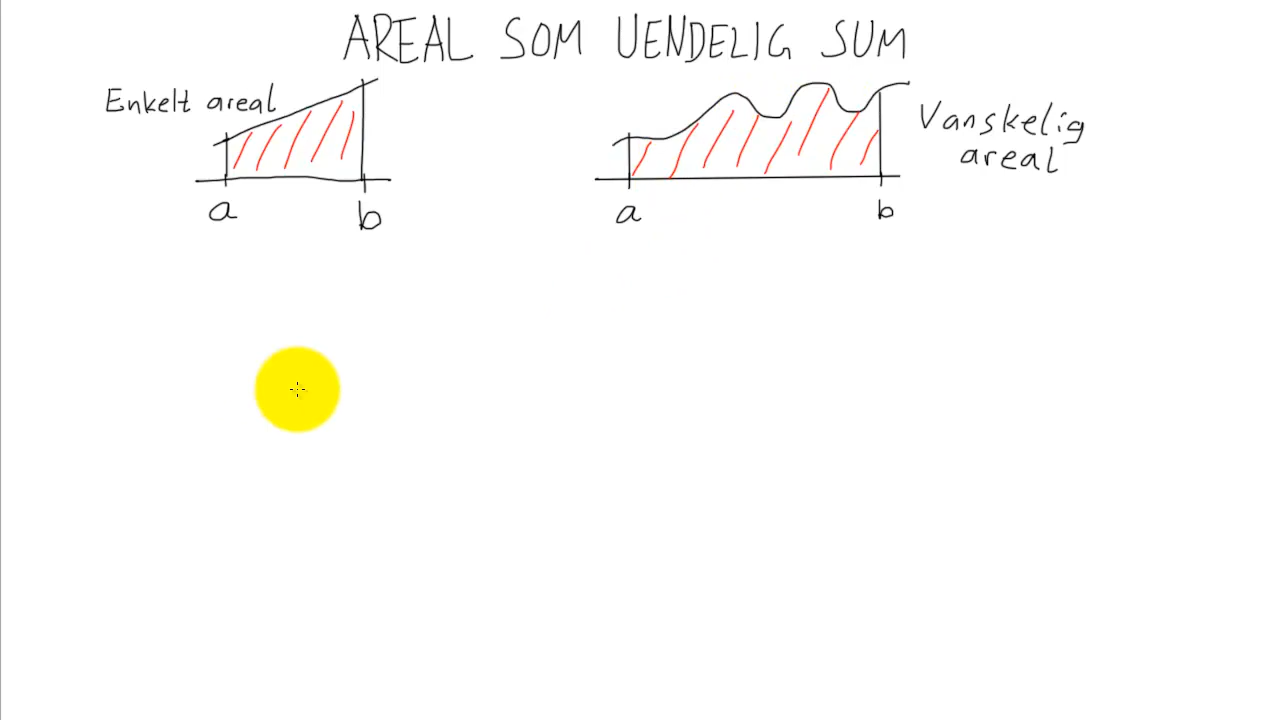 AREAL SOM UENDELIG SUM
Enkelt areal
a
b
Vanskelig
areal
a
b